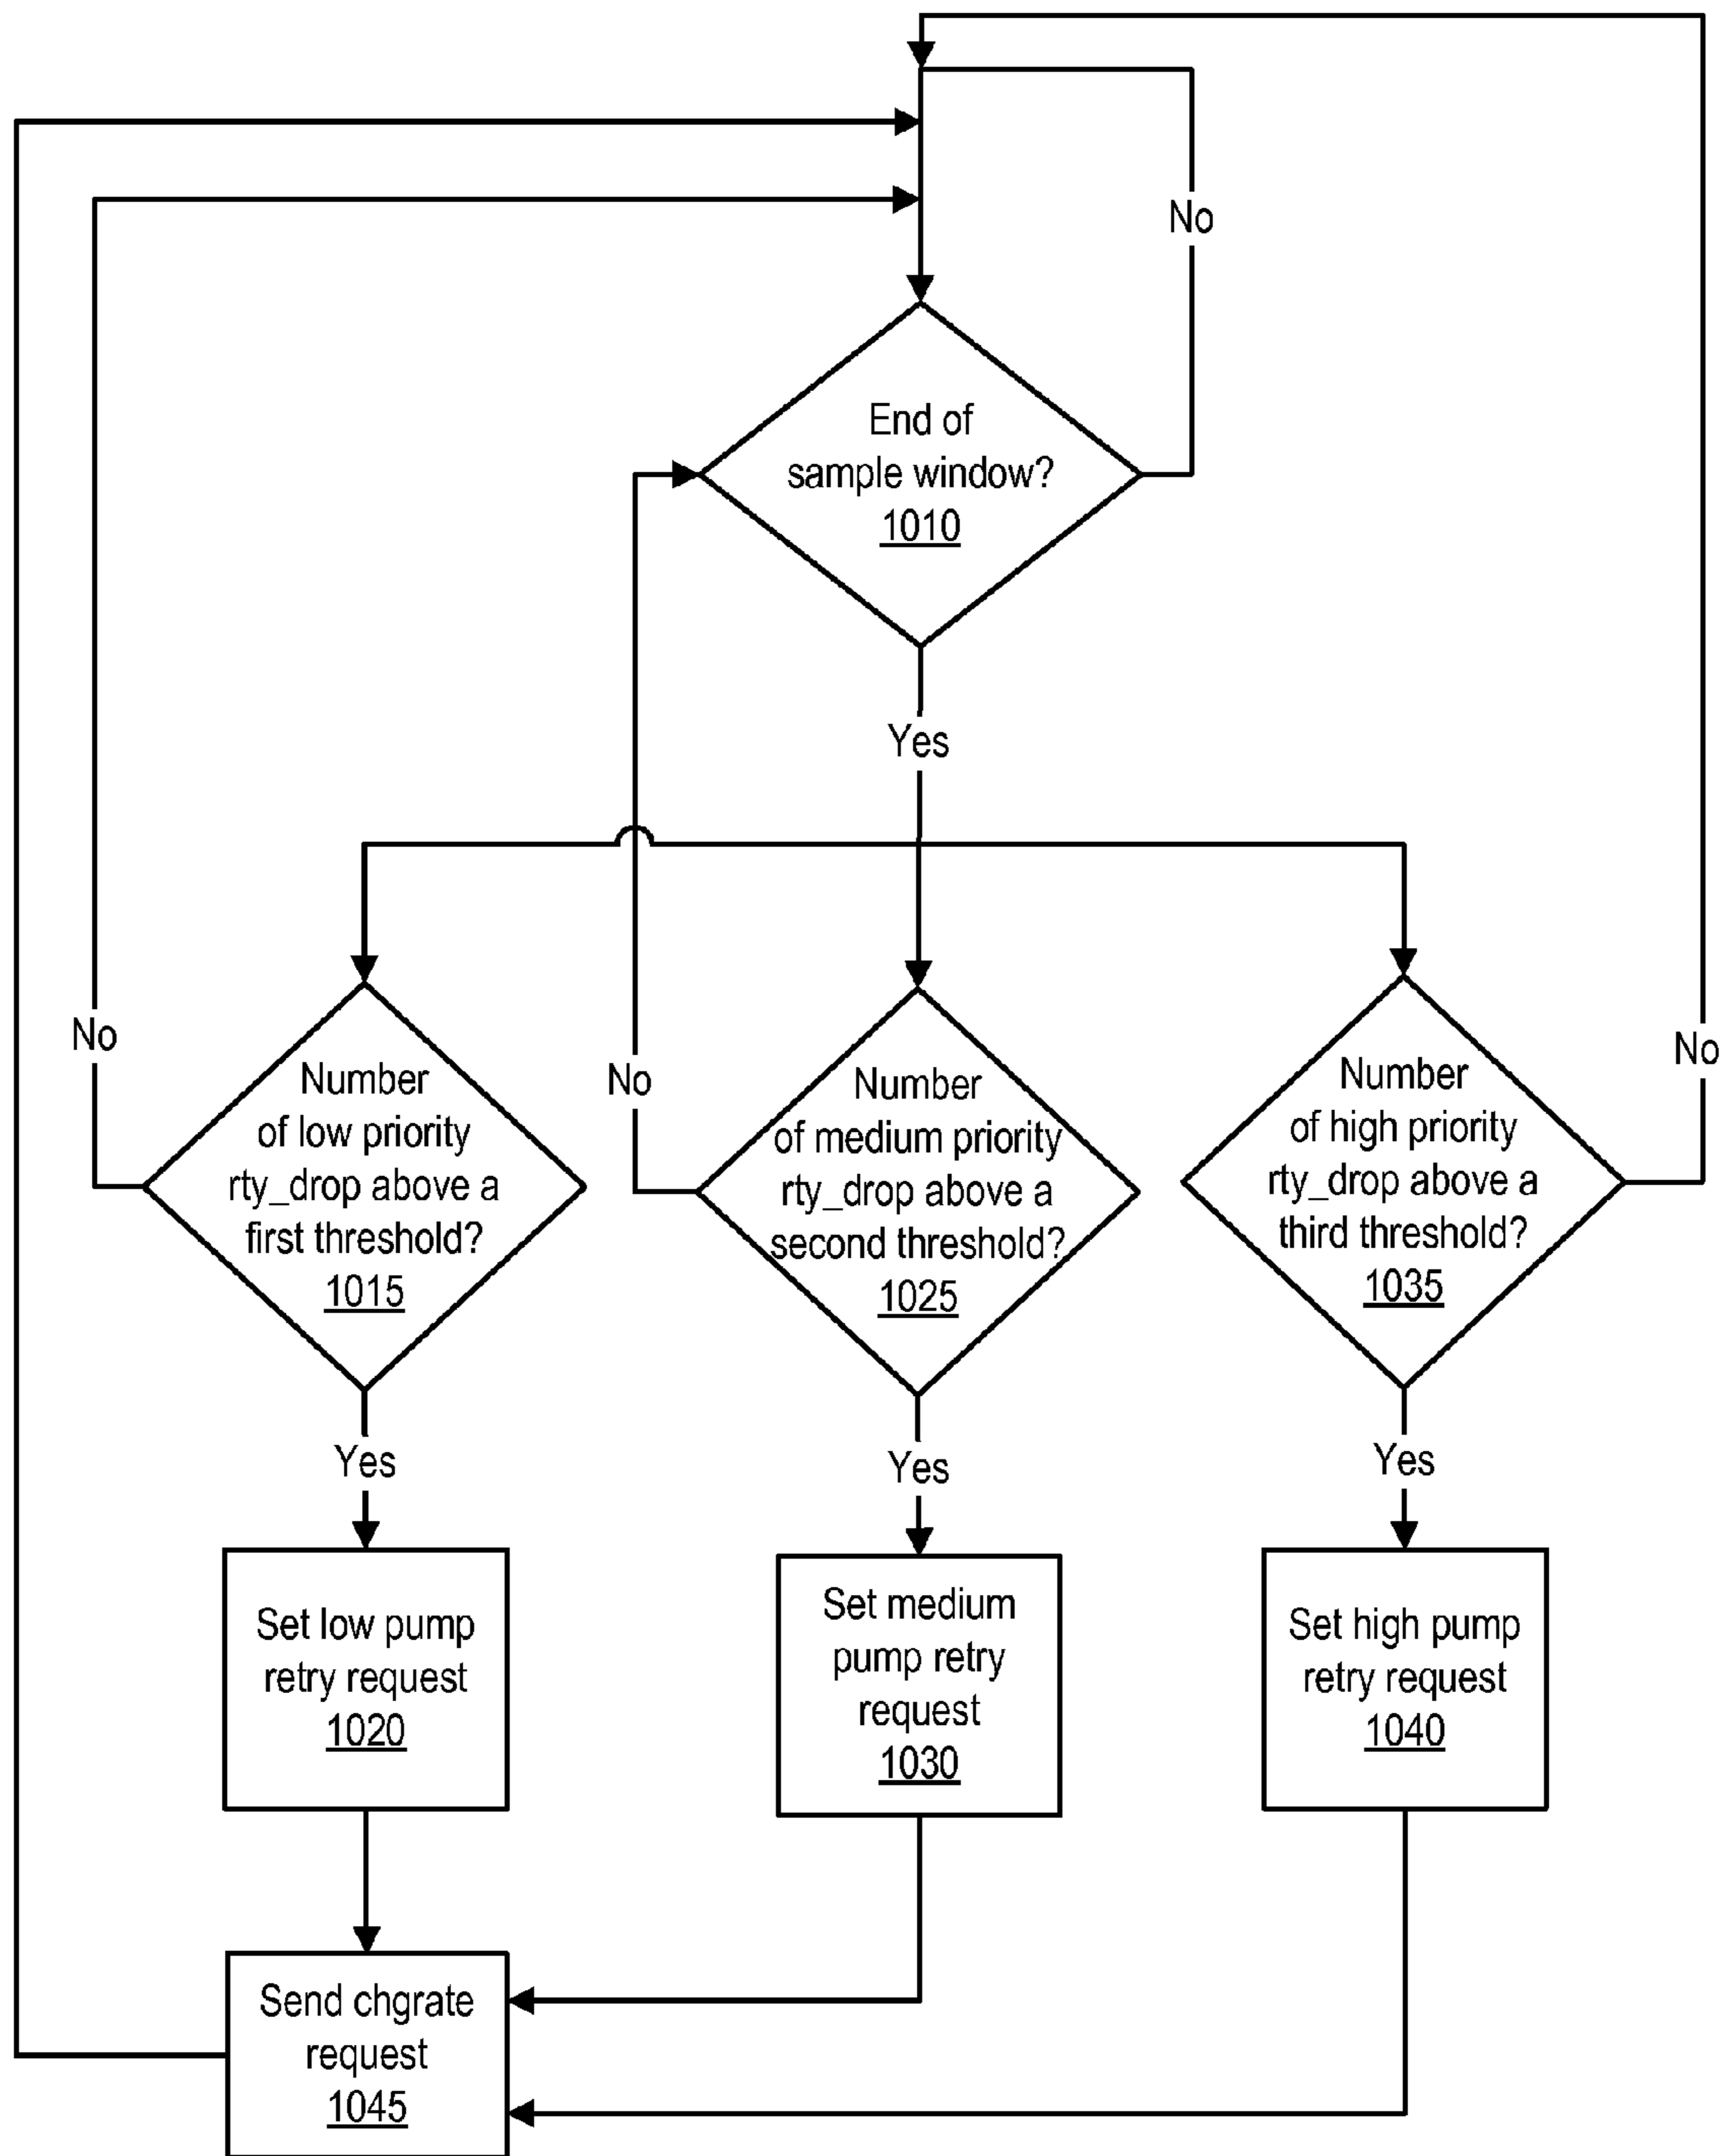 No
End of
sample window?
1010
Yes
No
Number
of low priority
rty_drop above a
first threshold?
1015
No
Number
of medium priority
rty_drop above a
second threshold?
1025
Number
of high priority
rty_drop above a
third threshold?
1035
No
Yes
Yes
Yes
Set low pump
retry request
1020
Set medium
pump retry
request
1030
Set high pump
retry request
1040
Send chgrate
request
1045